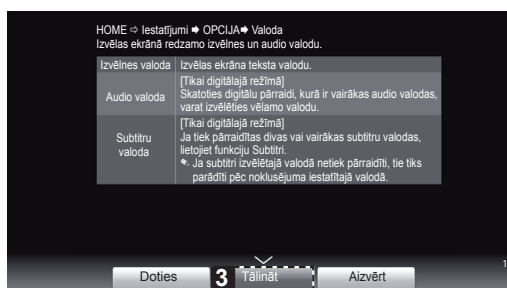 HOME ⇨ Iestatījumi ➡ OPCIJA➡ Valoda
Izvēlas ekrānā redzamo izvēlnes un audio valodu.
Izvēlnes valoda Izvēlas ekrāna teksta valodu.
Audio valoda
[Tikai digitālajā režīmā]
Skatoties digitālu pārraidi, kurā ir vairākas audio valodas,
varat izvēlēties vēlamo valodu.
Subtitru
valoda
[Tikai digitālajā režīmā]
Ja tiek pārraidītas divas vai vairākas subtitru valodas,
lietojiet funkciju Subtitri.
✎ Ja subtitri izvēlētajā valodā netiek pārraidīti, tie tiks
parādīti pēc noklusējuma iestatītajā valodā.
1
Doties 3 Tālināt Aizvērt